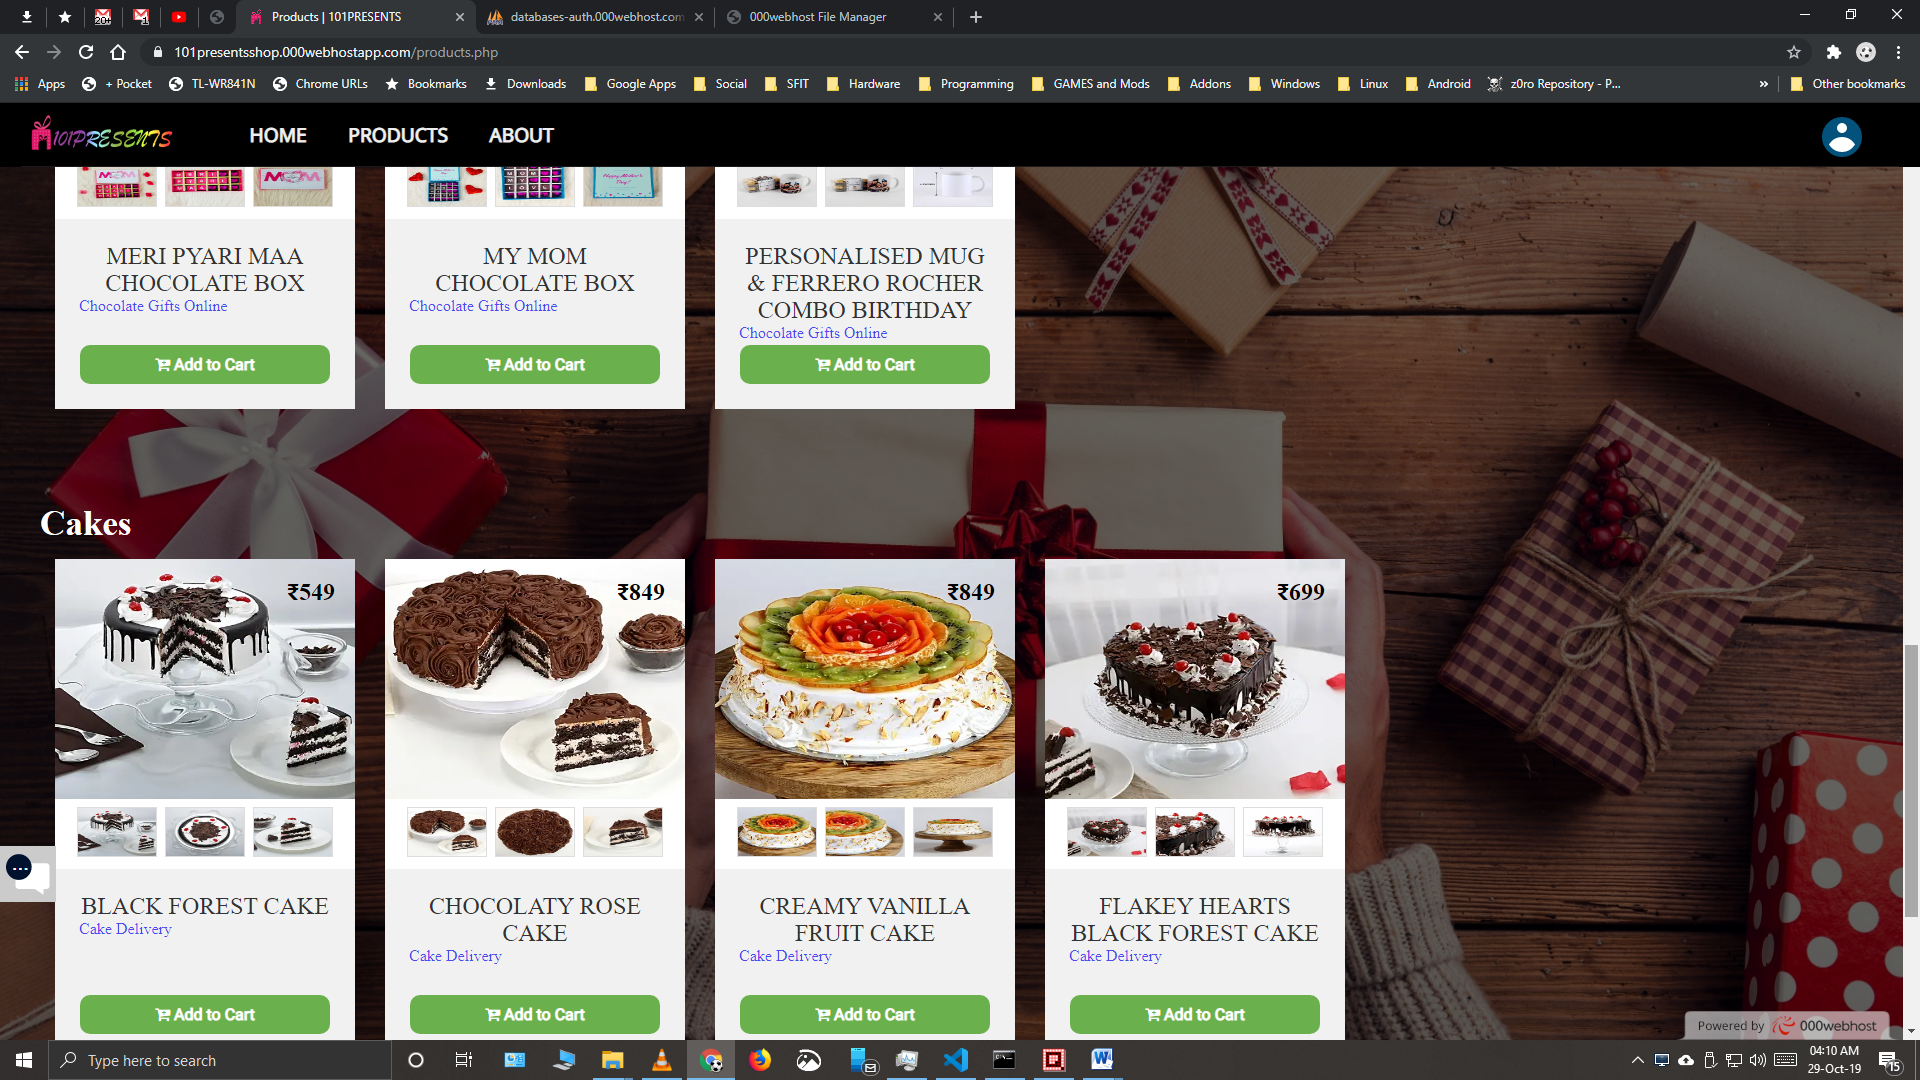 20+
1
Products | 101PRESENTS
databases-auth.000webhost.com
000webhost File Manager
101presentsshop.000webhostapp.com/products.php
Apps
+ Pocket
TL-WR841N
Chrome URLs
Bookmarks
Downloads
Google Apps
Social
SFIT
Hardware
Programming
GAMES and Mods
Addons
Windows
Linux
Android
z0ro Repository - P...
»
Other bookmarks
101PRESENTS
HOME
PRODUCTS
ABOUT
MERI PYARI MAA
CHOCOLATE BOX
Chocolate Gifts Online
Add to Cart
MY MOM
CHOCOLATE BOX
Chocolate Gifts Online
Add to Cart
PERSONALISED MUG
& FERRERO ROCHER
COMBO BIRTHDAY
Chocolate Gifts Online
Add to Cart
Cakes
₹549
₹849
₹849
₹699
BLACK FOREST CAKE
Cake Delivery
Add to Cart
CHOCOLATY ROSE
CAKE
Cake Delivery
Add to Cart
CREAMY VANILLA
FRUIT CAKE
Cake Delivery
Add to Cart
FLAKEY HEARTS
BLACK FOREST CAKE
Cake Delivery
Add to Cart
Powered by 000webhost
Type here to search
04:10 AM
29-Oct-19
15